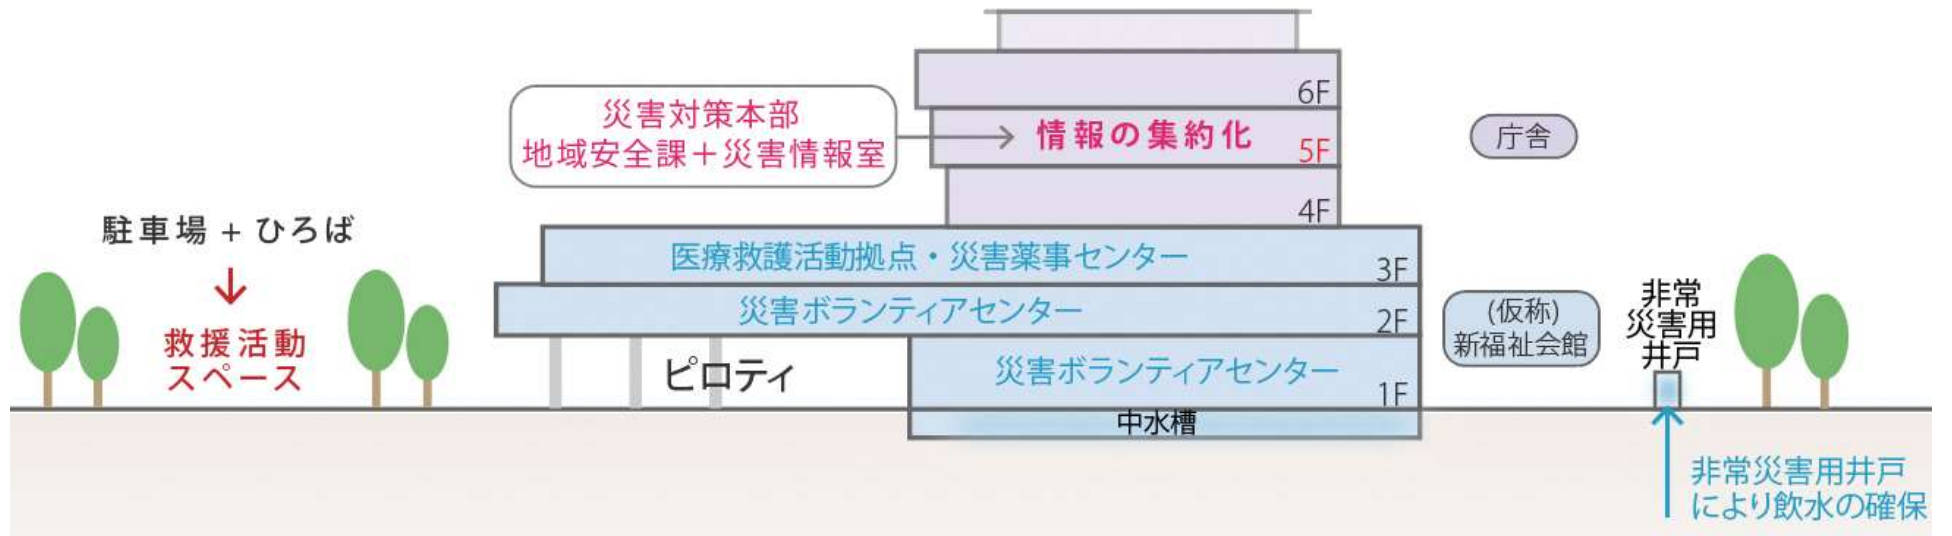 6F
災害対策本部
地域安全課＋災害情報室
情報の集約化
5F
庁舎
4F
駐車場 + ひろば
救援活動
スペース
医療救護活動拠点・災害薬事センター
3F
災害ボランティアセンター
2F
(仮称)
新福祉会館
非常
災害用
井戸
ピロティ
災害ボランティアセンター
1F
中水槽
非常災害用井戸
により飲水の確保